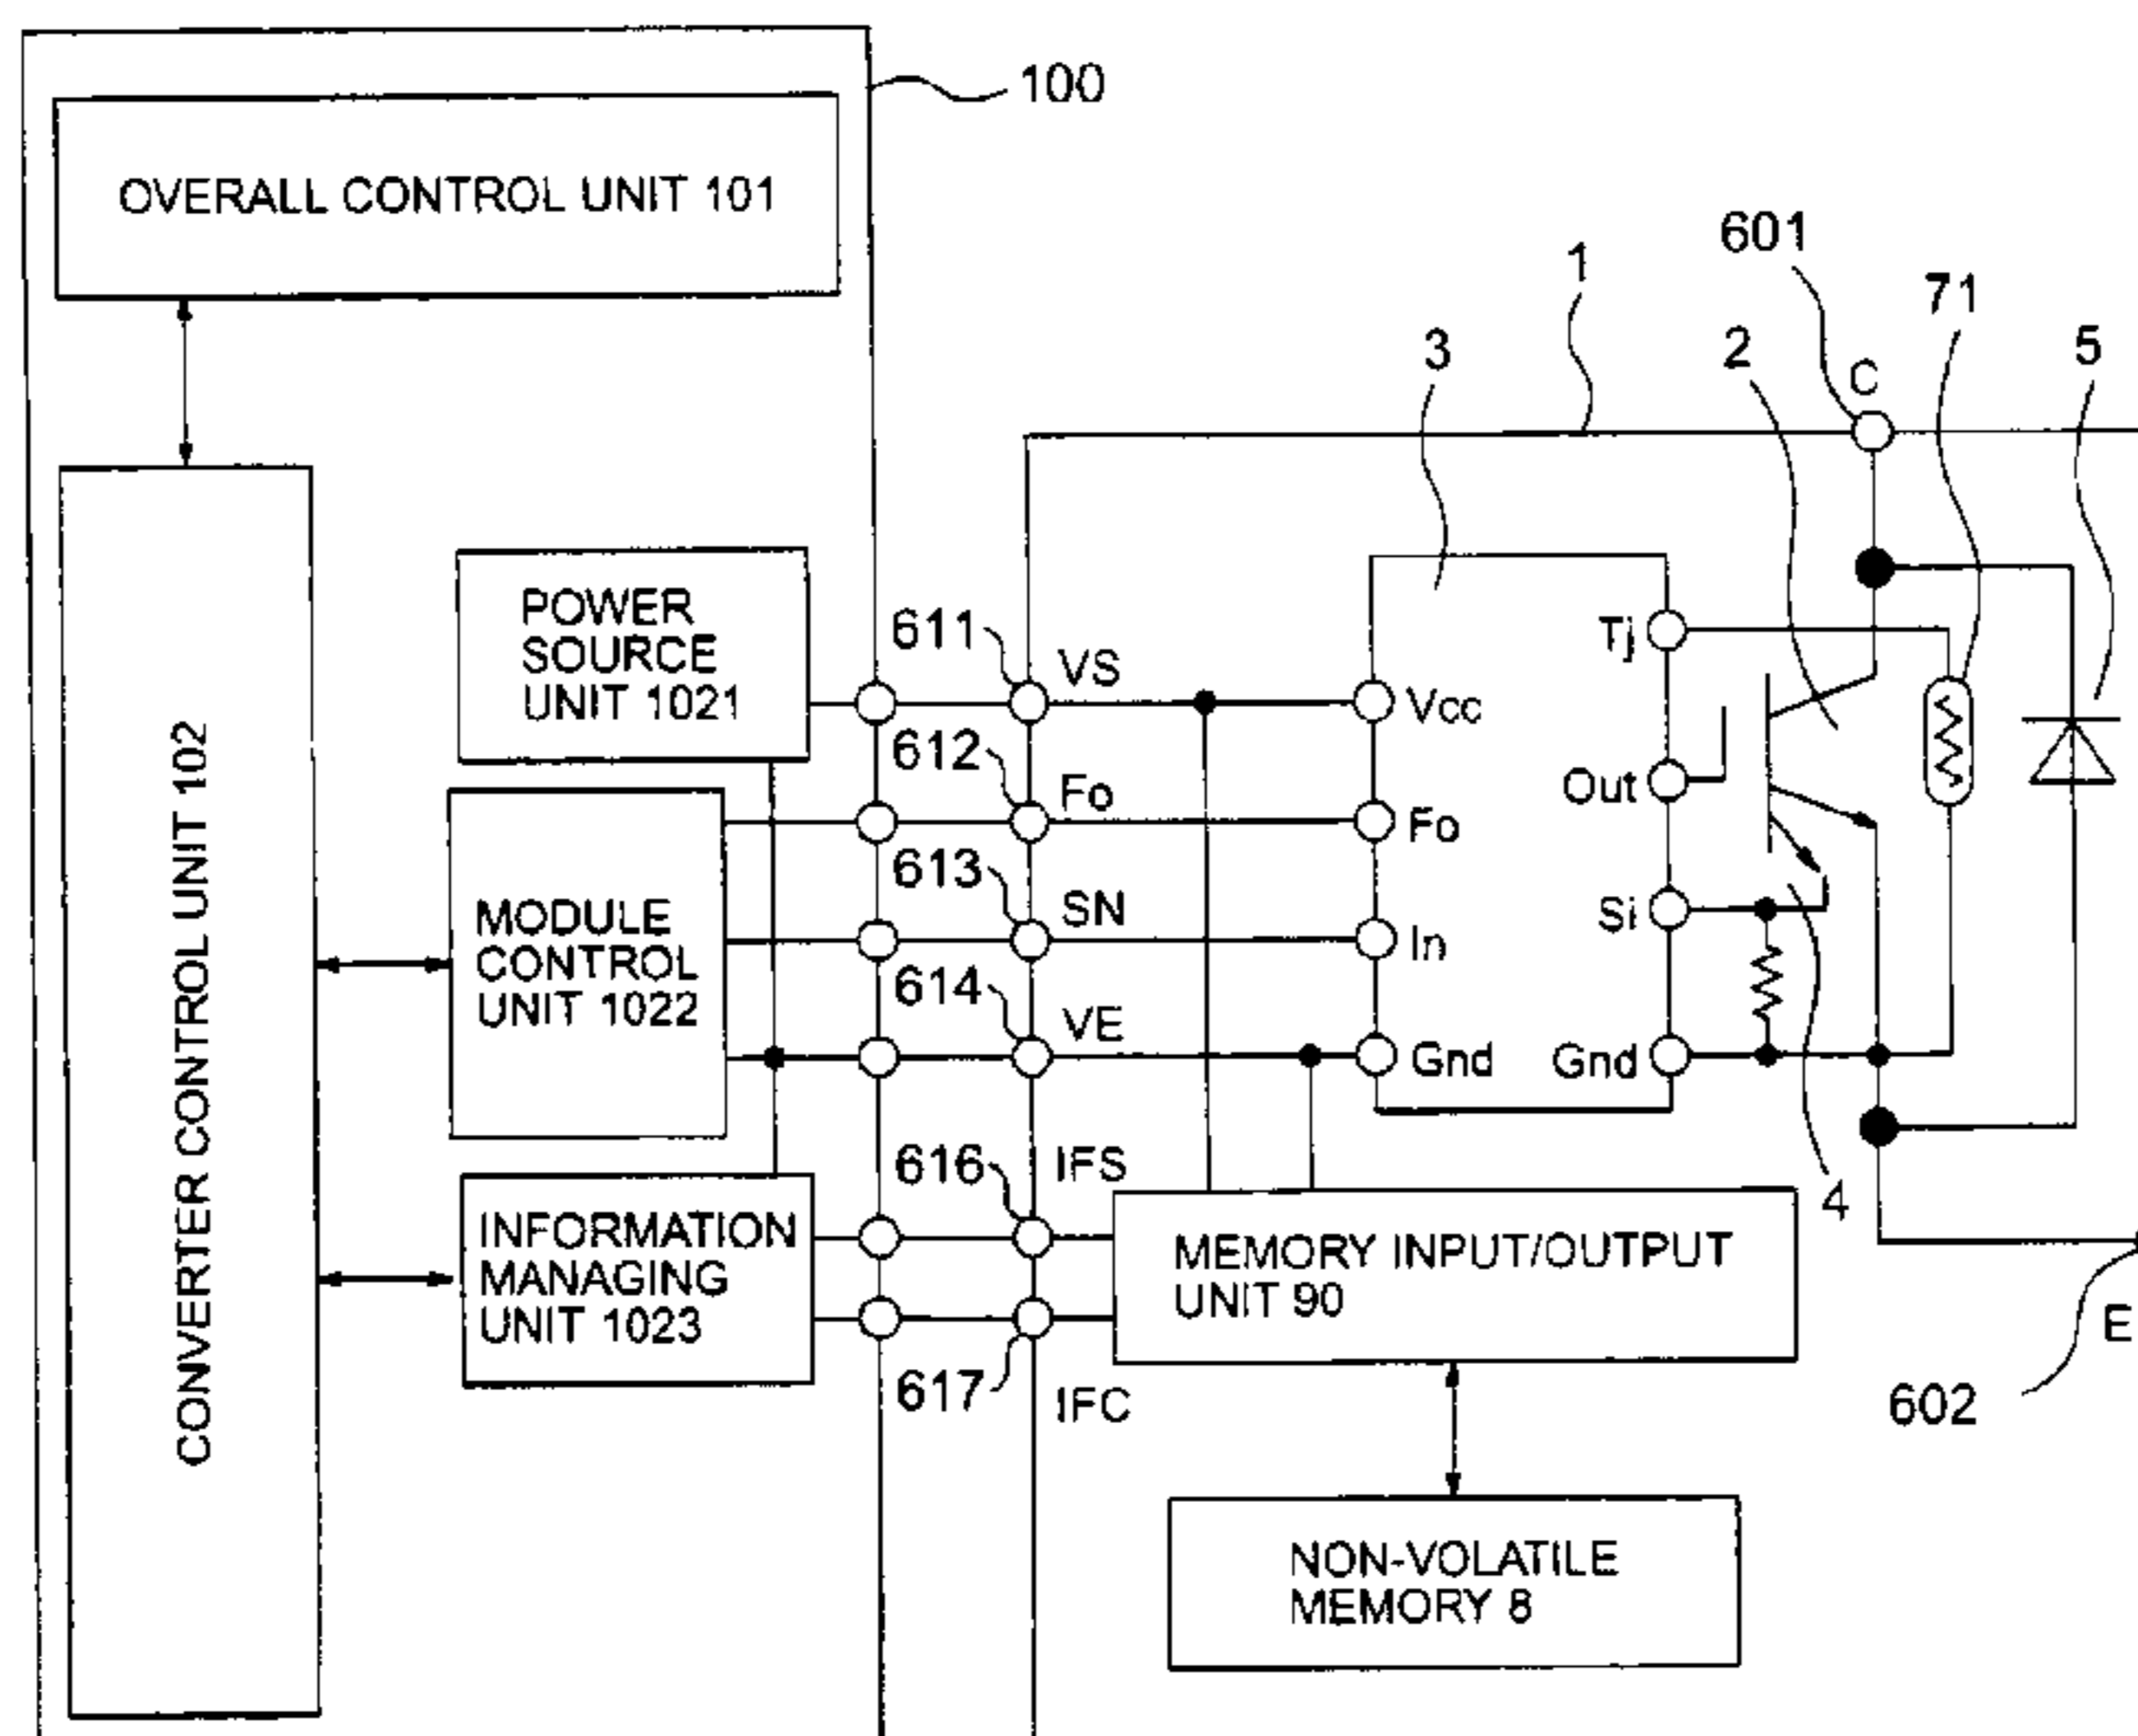 100
OVERALL CONTROL UNIT 101
CONVERTER CONTROL UNIT 102
POWER
SOURCE
UNIT 1021
MODULE
CONTROL
UNIT 1022
INFORMATION
MANAGING
UNIT 1023
611
VS
612
Fo
613
SN
614
VE
616
IFS
617
IFC
1
601
C
3
2
71
5
Vcc
Fo
In
Gnd
Tj
Out
Si
Gnd
4
MEMORY INPUT/OUTPUT
UNIT 90
E
602
NON-VOLATILE
MEMORY 8